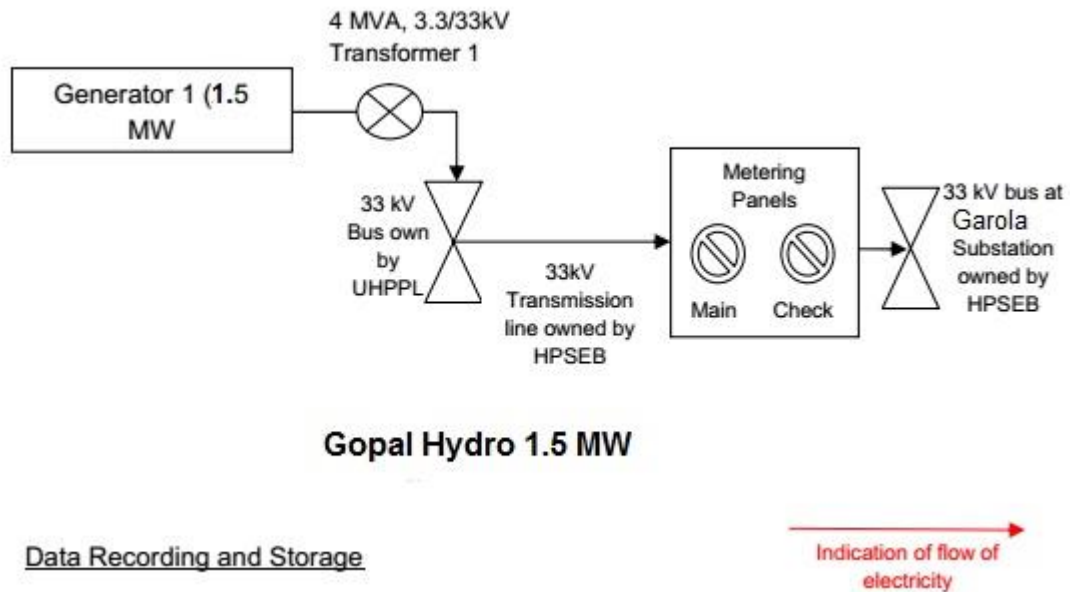 4 MVA, 3.3/33kV
Transformer 1
Generator 1 (1.5
MW
33 kV
Bus own
by
UHPPL
33kV
Transmission
line owned by
HPSEB
Metering
Panels
Main
Check
33 kV bus at
Garola
Substation
owned by
HPSEB
Gopal Hydro 1.5 MW
Data Recording and Storage
Indication of flow of
electricity